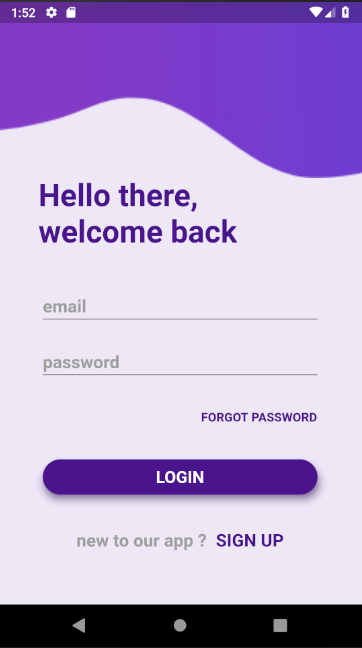 1:52
Hello there,
welcome back
email
password
FORGOT PASSWORD
LOGIN
new to our app ? SIGN UP